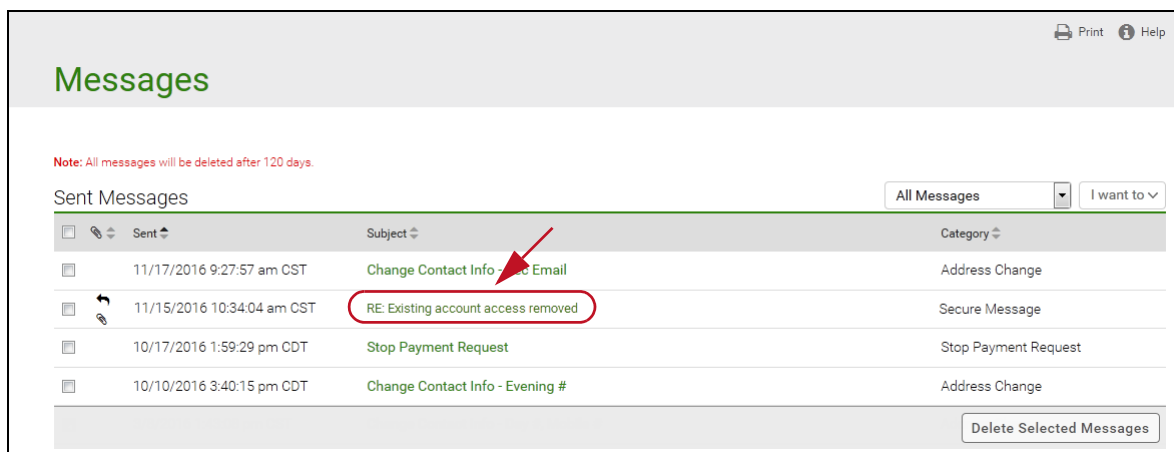 Print Help
Messages
Note: All messages will be deleted after 120 days.
Sent Messages All Messages I want to
Sent Subject Category
11/17/2016 9:27:57 am CST Change Contact Info - Email Address Change
11/15/2016 10:34:04 am CST RE: Existing account access removed Secure Message
10/17/2016 1:59:29 pm CDT Stop Payment Request Stop Payment Request
10/10/2016 3:40:15 pm CDT Change Contact Info - Evening # Address Change
Delete Selected Messages